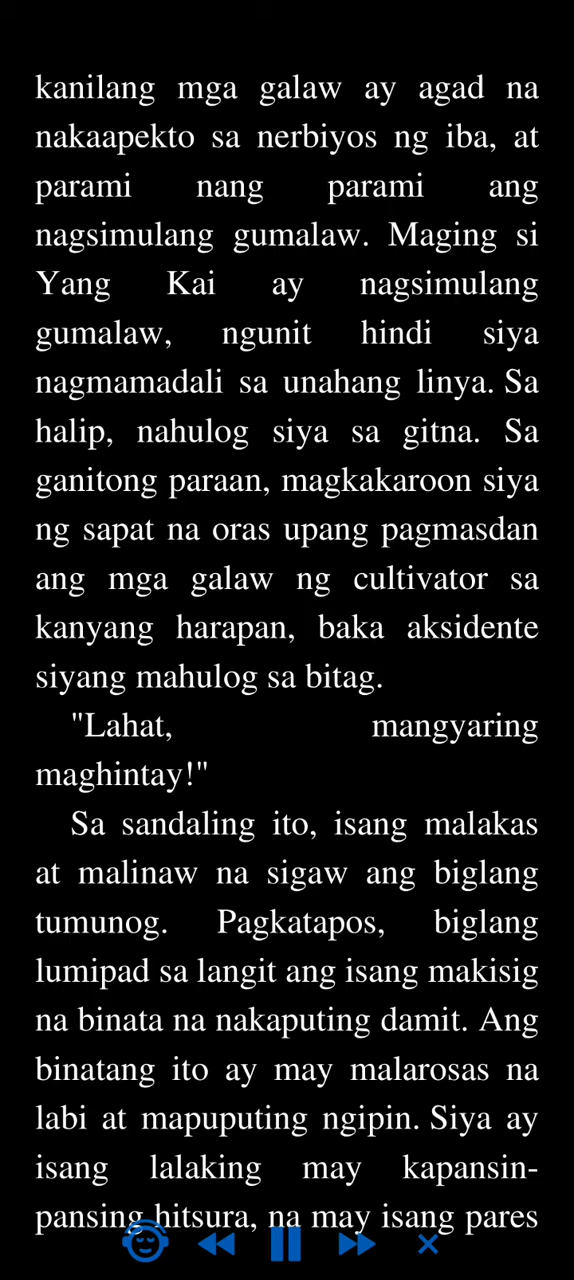 kanilang mga galaw ay agad na
nakaapekto sa nerbiyos ng iba, at
parami nang parami ang
nagsimulang gumalaw. Maging si
Yang Kai ay nagsimulang
gumalaw, ngunit hindi siya
nagmamadali sa unahang linya. Sa
halip, nahulog siya sa gitna. Sa
ganitong paraan, magkakaroon siya
ng sapat na oras upang pagmasdan
ang mga galaw ng cultivator sa
kanyang harapan, baka aksidente
siyang mahulog sa bitag.
"Lahat, mangyaring
maghintay!"
Sa sandaling ito, isang malakas
at malinaw na sigaw ang biglang
tumunog. Pagkatapos, biglang
lumipad sa langit ang isang makisig
na binata na nakaputing damit. Ang
binatang ito ay may malarosas na
labi at mapuputing ngipin. Siya ay
isang lalaking may kapansin-
pansing hitsura, na may isang pares